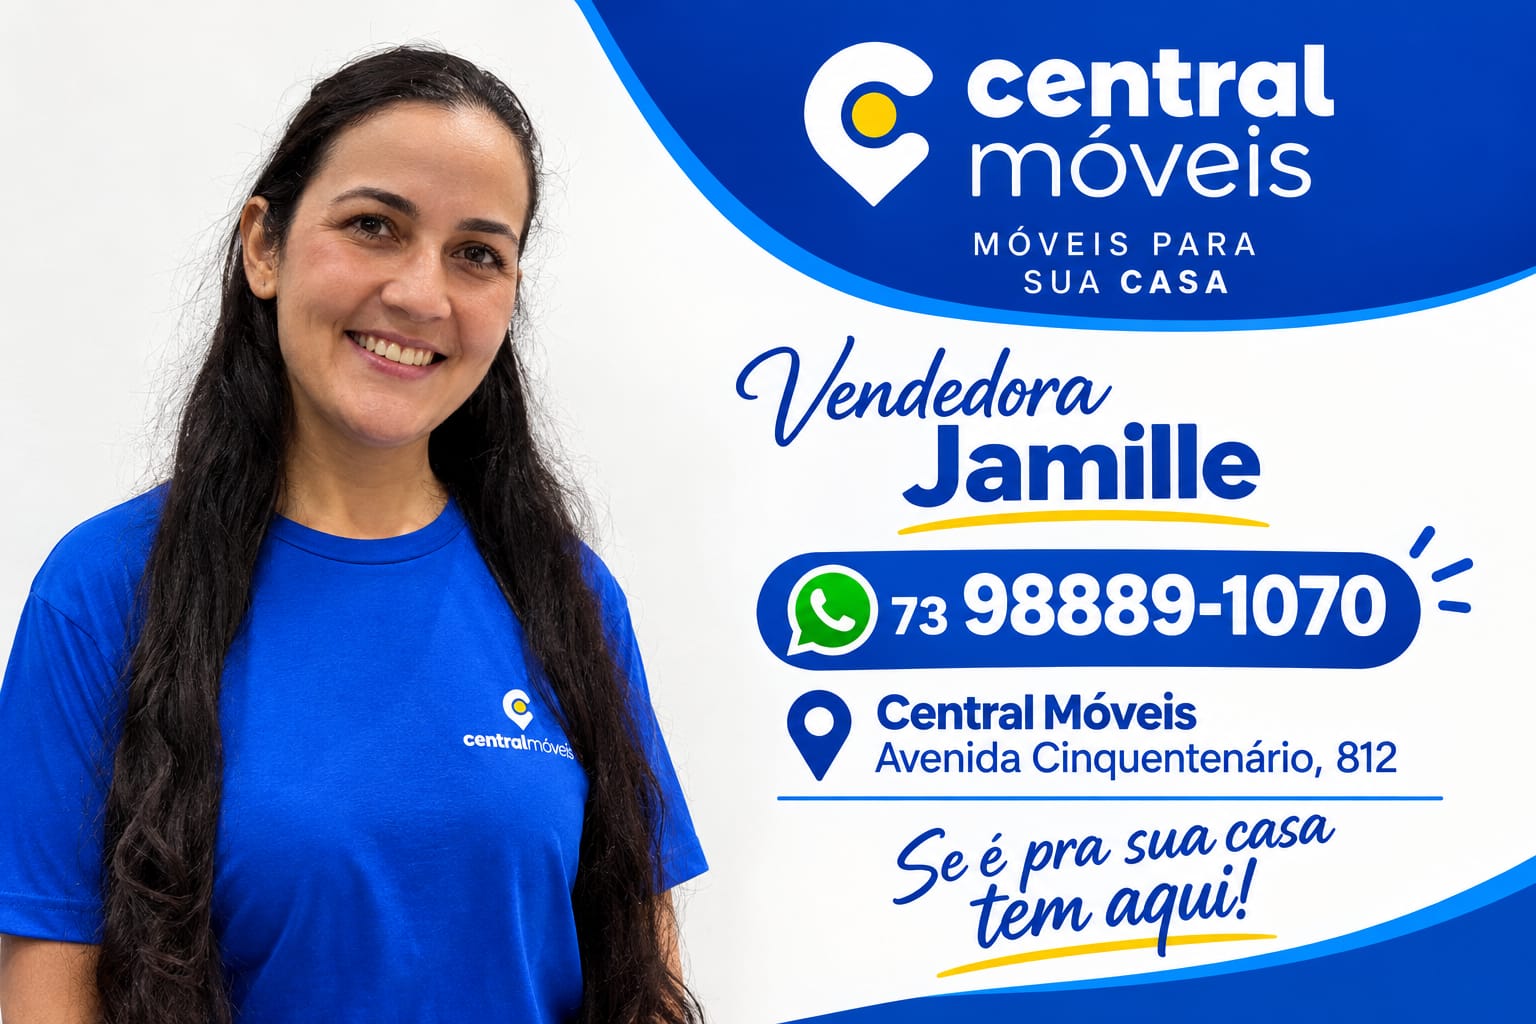 central
móveis
MÓVEIS PARA
SUA CASA
Vendedora
Jamille
73 98889-1070
Central Móveis
Avenida Cinquentenário, 812
Se é pra sua casa
tem aqui!
centralmóveis